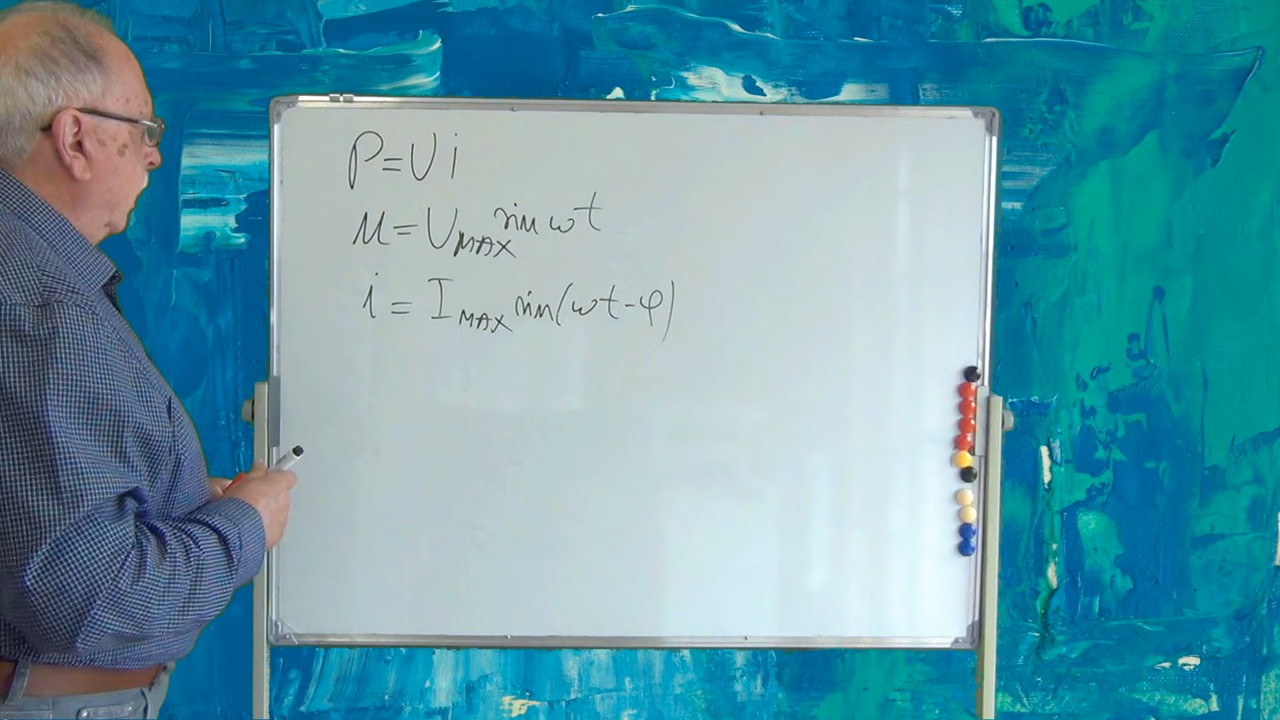 P=Ui
u=U_MAX sin ωt
i=I_MAX sin(ωt-φ)